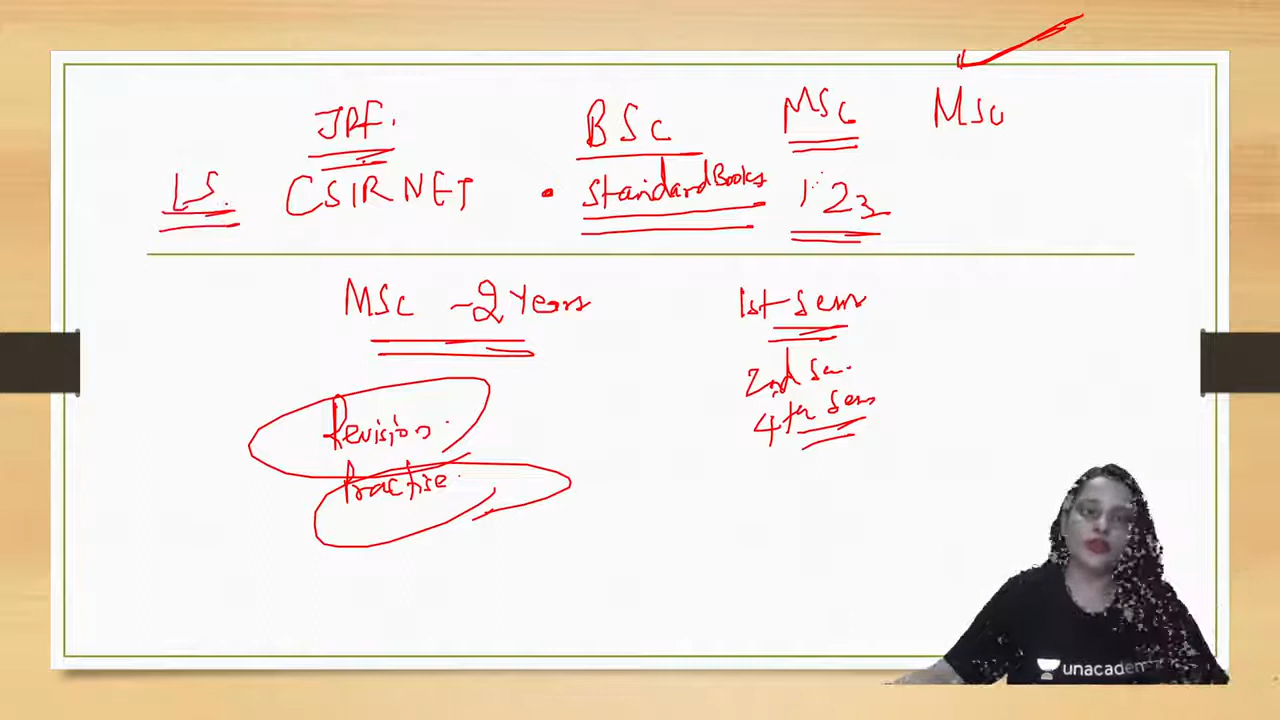 JRF. BSc MSc MSc
LS. CSIR NET • Standard Books 1 2 3
MSc - 2 Years 1st Sem
2nd Sem.
4th Sem
Revision.
Practise.
unacadem